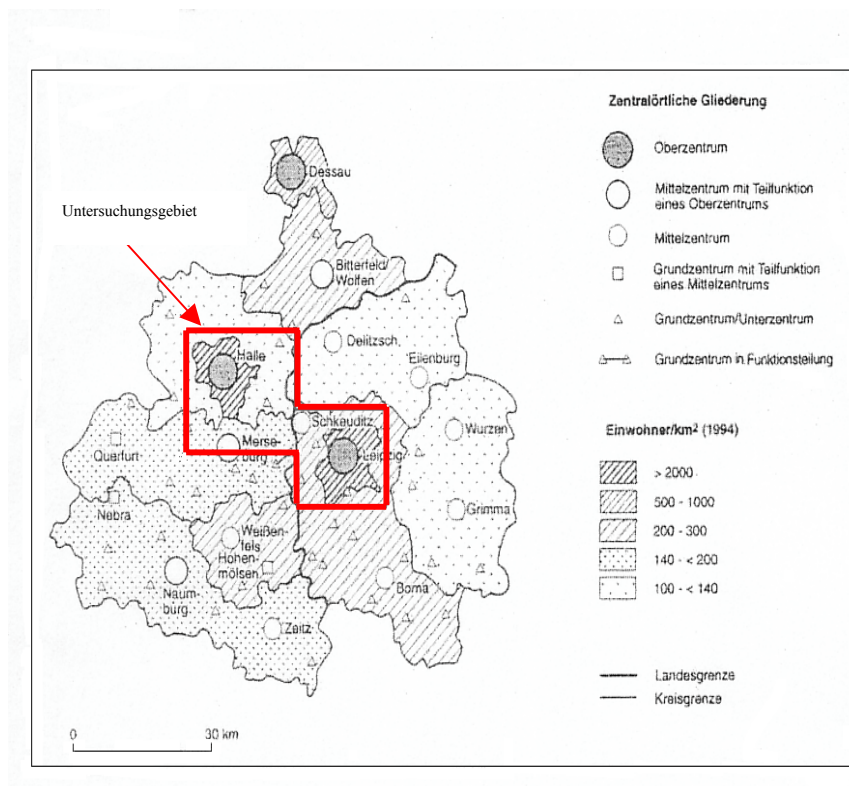 Untersuchungsgebiet
Dessau
Bitterfeld/
Wolfen
Delitzsch
Eilenburg
Halle
Schkeuditz
Wurzen
Merse-
burg
Leipzig
Querfurt
Nebra
Grimma
Weißen-
fels
Hohen-
mölsen
Borna
Naum-
burg
Zeitz
0 30 km
Zentralörtliche Gliederung
Oberzentrum
Mittelzentrum mit Teilfunktion
eines Oberzentrums
Mittelzentrum
Grundzentrum mit Teilfunktion
eines Mittelzentrums
Grundzentrum/Unterzentrum
Grundzentrum in Funktionsteilung
Einwohner/km² (1994)
> 2000
500 - 1000
200 - 300
140 - < 200
100 - < 140
Landesgrenze
Kreisgrenze